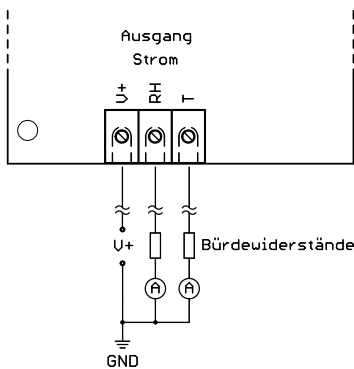 Ausgang
Strom
V+ RH T
V+ Bürdewiderstände
A A
GND